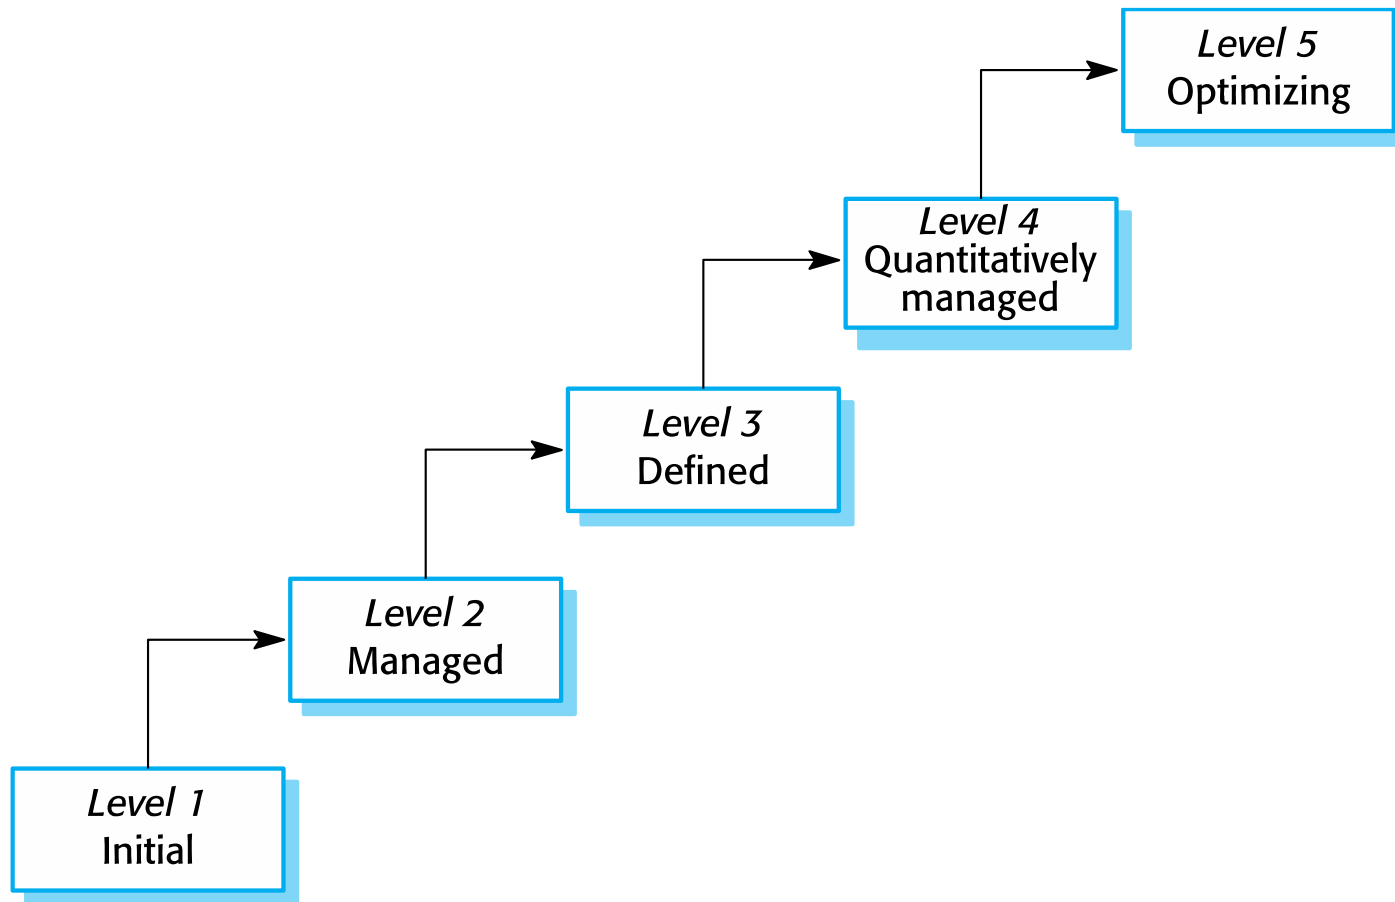 Level 5
Optimizing
Level 4
Quantitatively
managed
Level 3
Defined
Level 2
Managed
Level 1
Initial